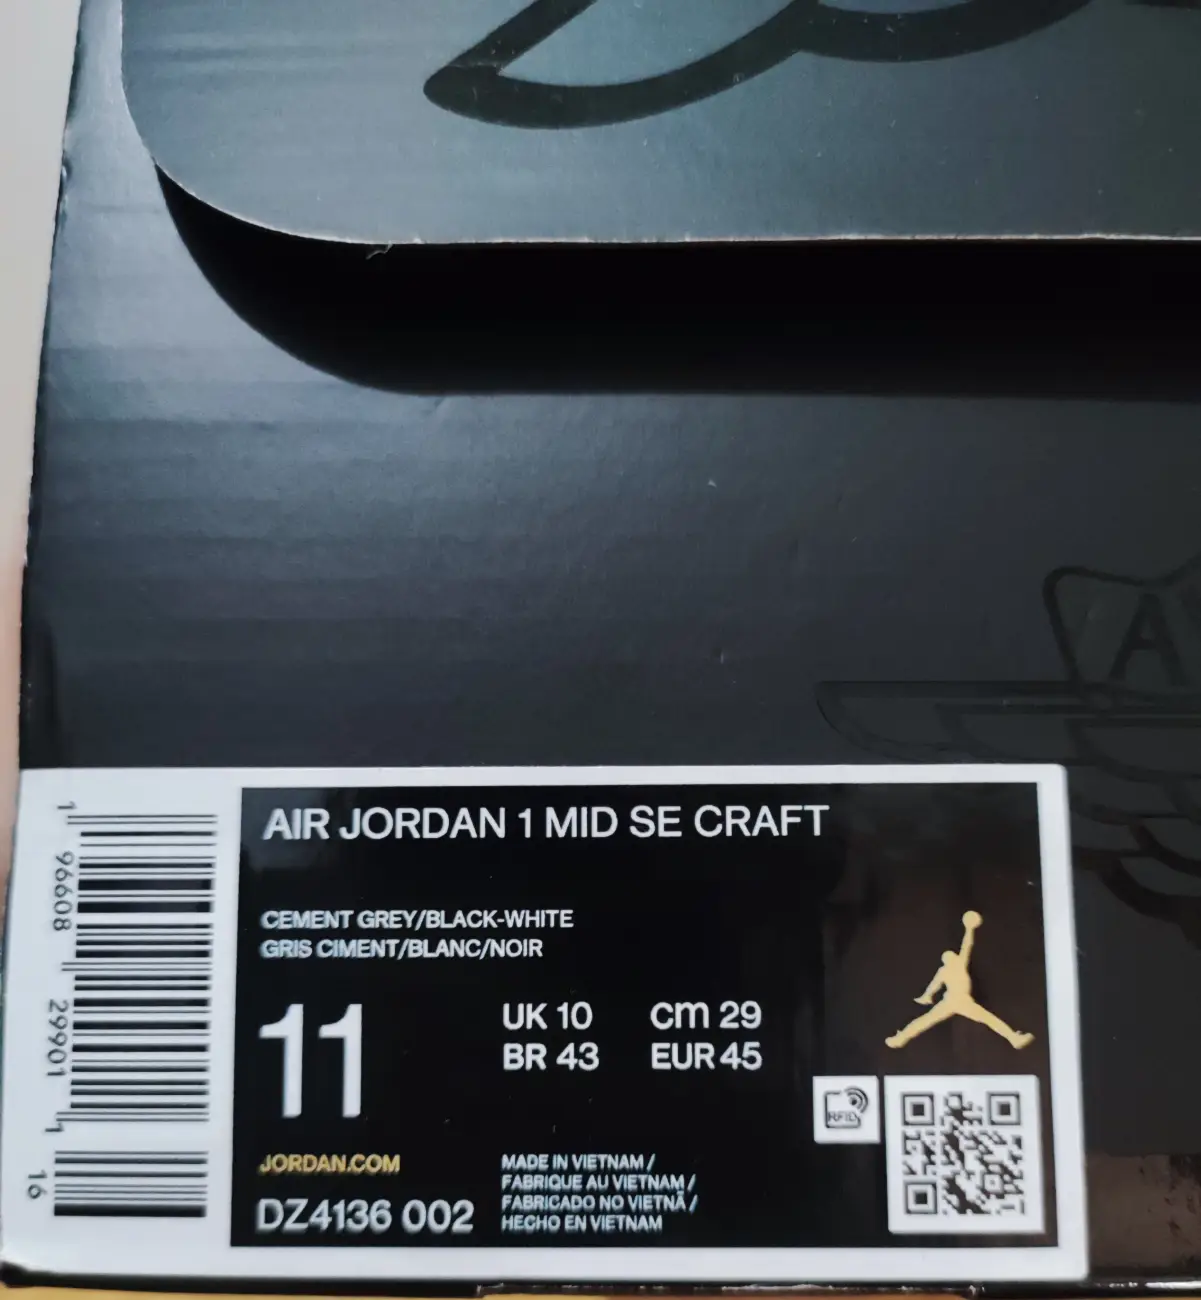 A
AIR JORDAN 1 MID SE CRAFT
CEMENT GREY/BLACK-WHITE
GRIS CIMENT/BLANC/NOIR
11
UK 10 cm 29
BR 43 EUR 45
RFID
JORDAN.COM
DZ4136 002
MADE IN VIETNAM /
FABRIQUE AU VIETNAM /
FABRICADO NO VIETNÃ /
HECHO EN VIETNAM
1 96608 29901 1 16